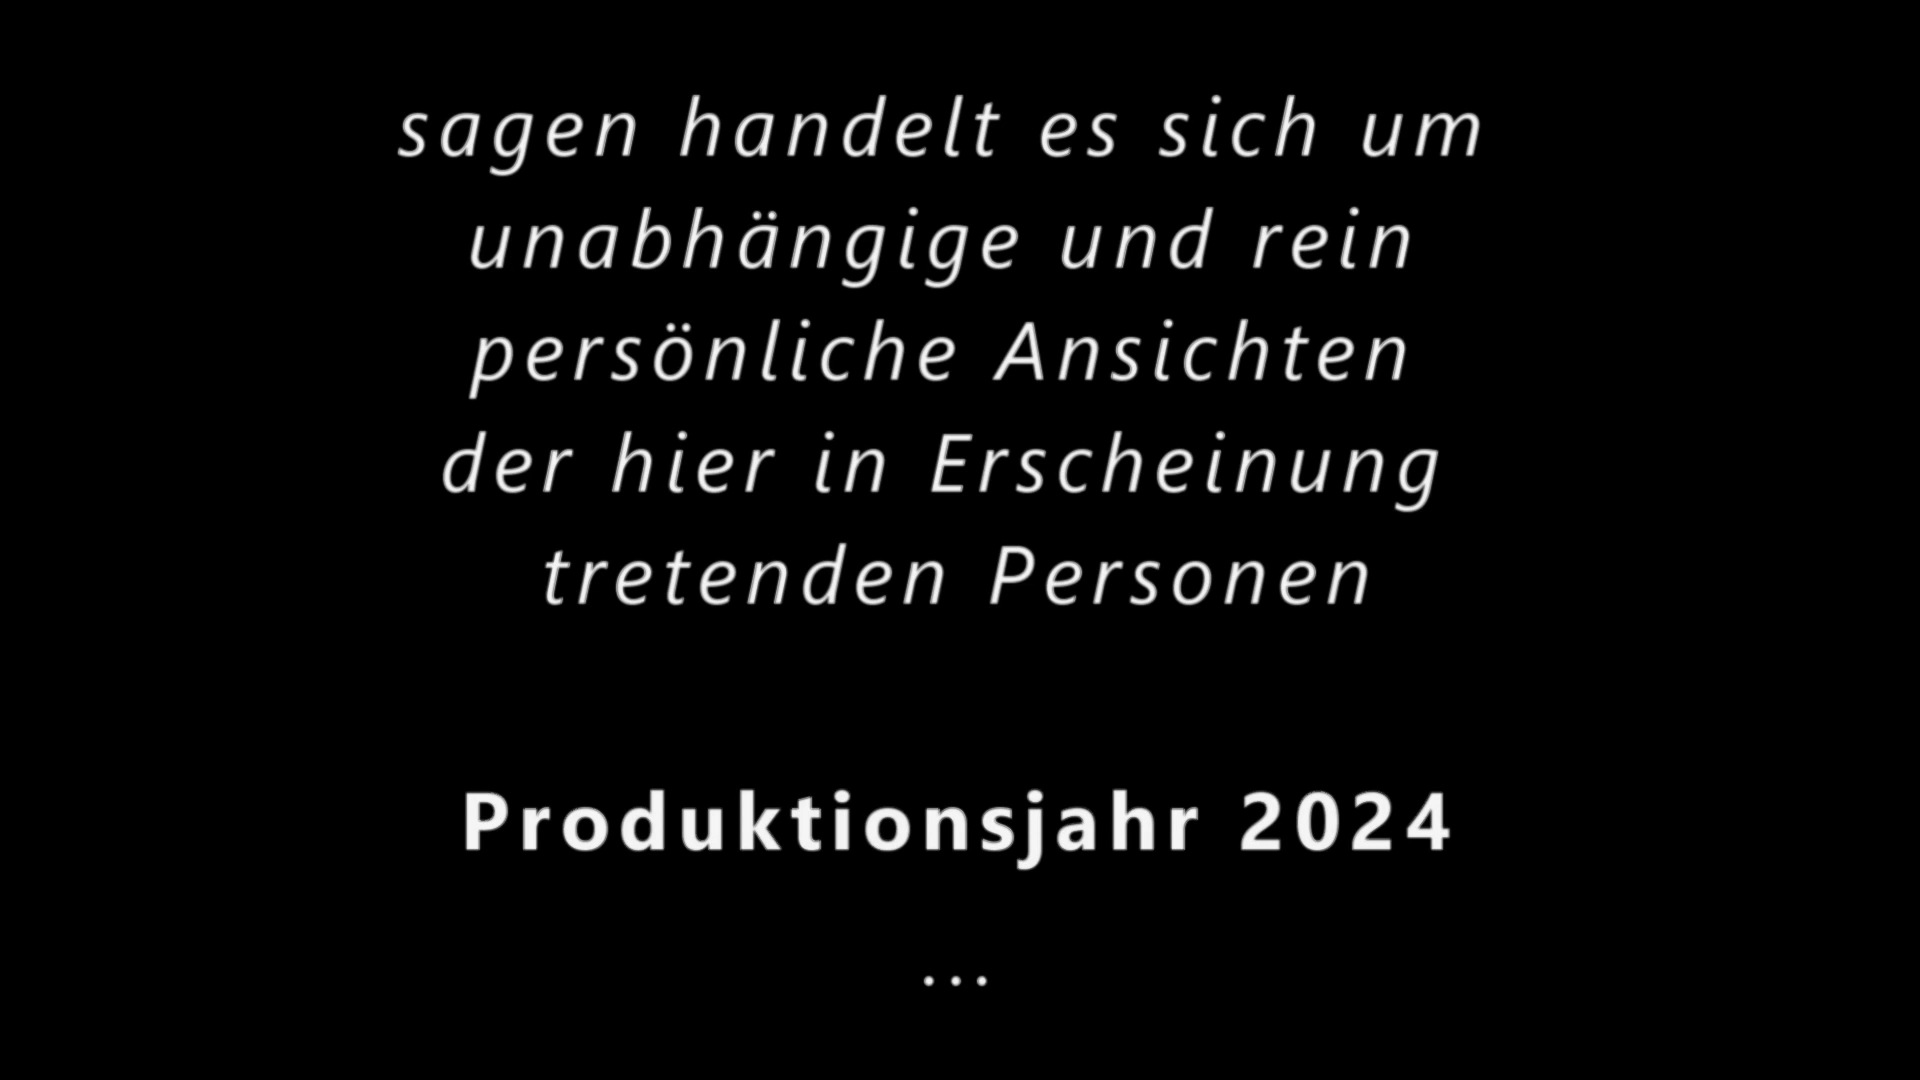 sagen handelt es sich um
unabhängige und rein
persönliche Ansichten
der hier in Erscheinung
tretenden Personen
Produktionsjahr 2024
...